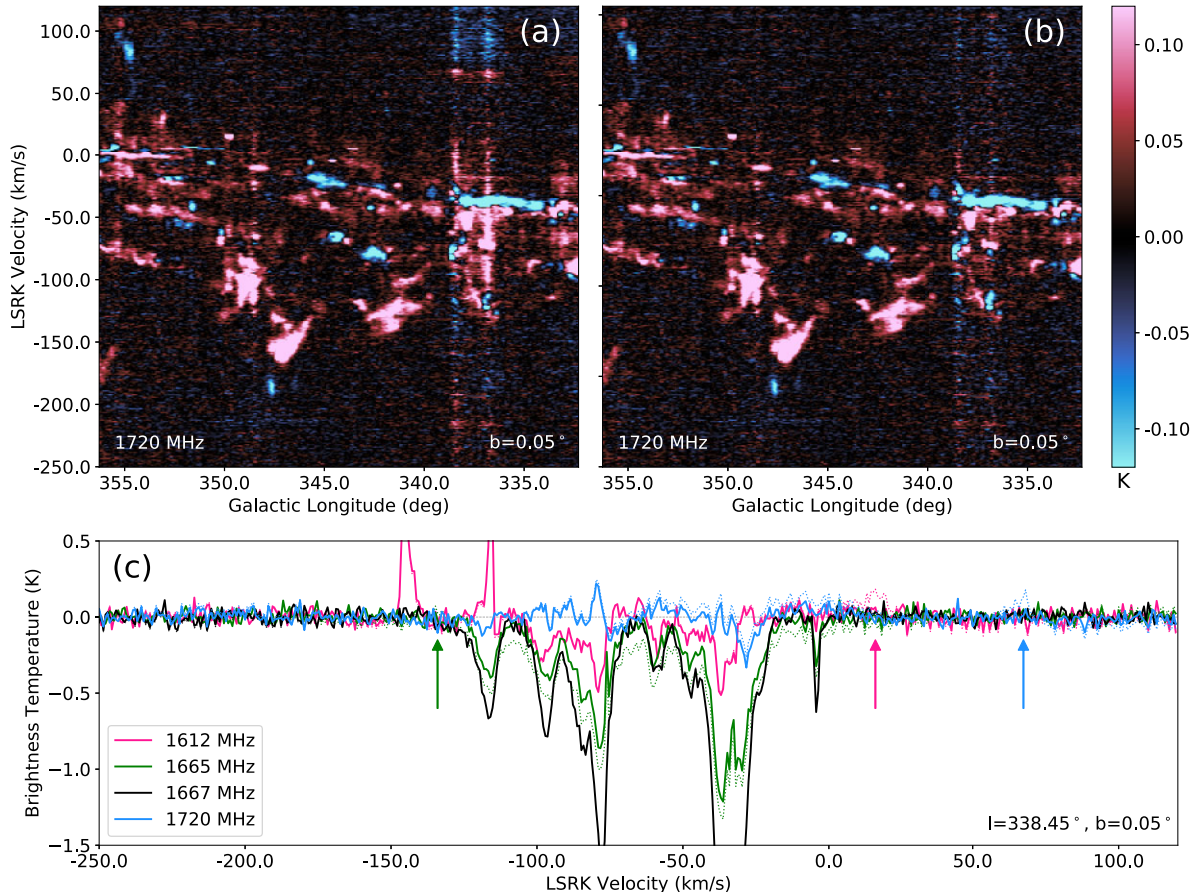 (a)
(b)
100.0
50.0
0.0
-50.0
-100.0
-150.0
-200.0
-250.0
LSRK Velocity (km/s)
1720 MHz
b=0.05°
1720 MHz
b=0.05°
355.0 350.0 345.0 340.0 335.0
355.0 350.0 345.0 340.0 335.0
Galactic Longitude (deg)
Galactic Longitude (deg)
0.10
0.05
0.00
-0.05
-0.10
K
(c)
0.5
0.0
-0.5
-1.0
-1.5
Brightness Temperature (K)
1612 MHz
1665 MHz
1667 MHz
1720 MHz
l=338.45°, b=0.05°
-250.0 -200.0 -150.0 -100.0 -50.0 0.0 50.0 100.0
LSRK Velocity (km/s)